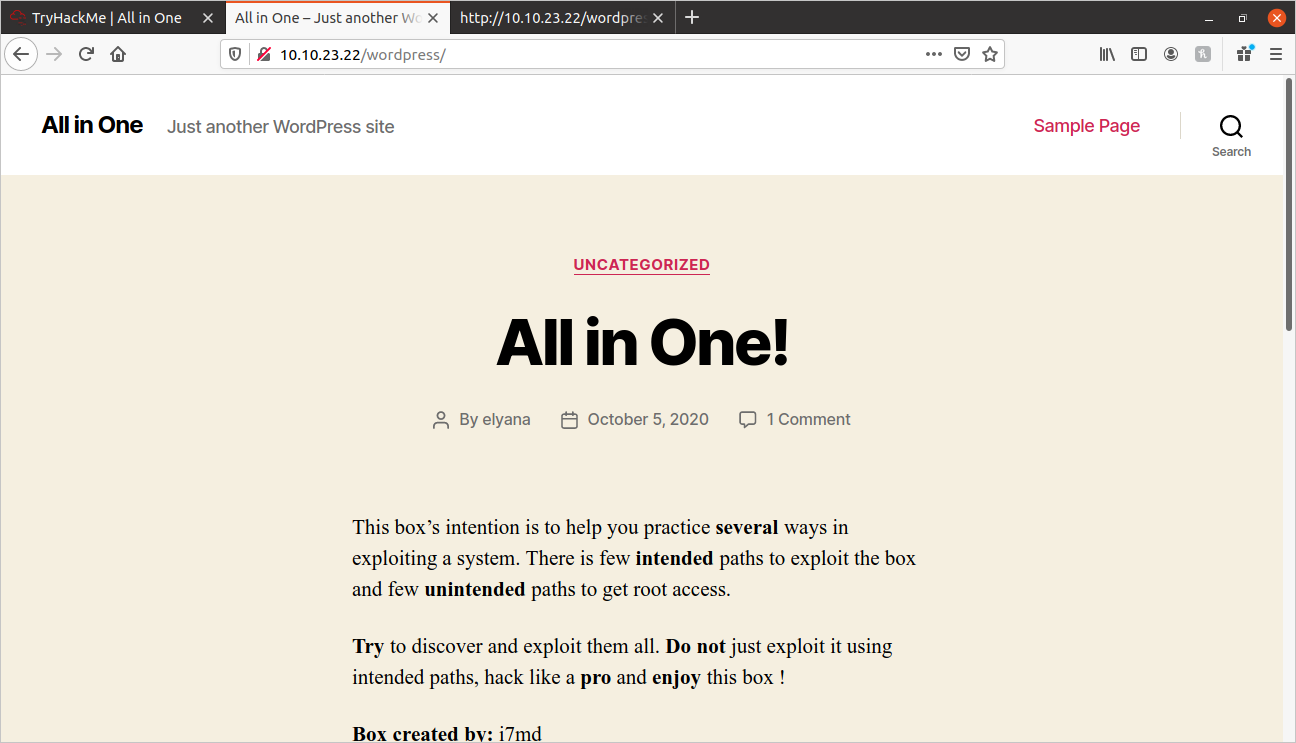 TryHackMe | All in One
All in One – Just another Wo
http://10.10.23.22/wordpres
10.10.23.22/wordpress/
All in One
Just another WordPress site
Sample Page
Search
UNCATEGORIZED
All in One!
By elyana
October 5, 2020
1 Comment
This box’s intention is to help you practice several ways in
exploiting a system. There is few intended paths to exploit the box
and few unintended paths to get root access.
Try to discover and exploit them all. Do not just exploit it using
intended paths, hack like a pro and enjoy this box !
Box created by: i7md